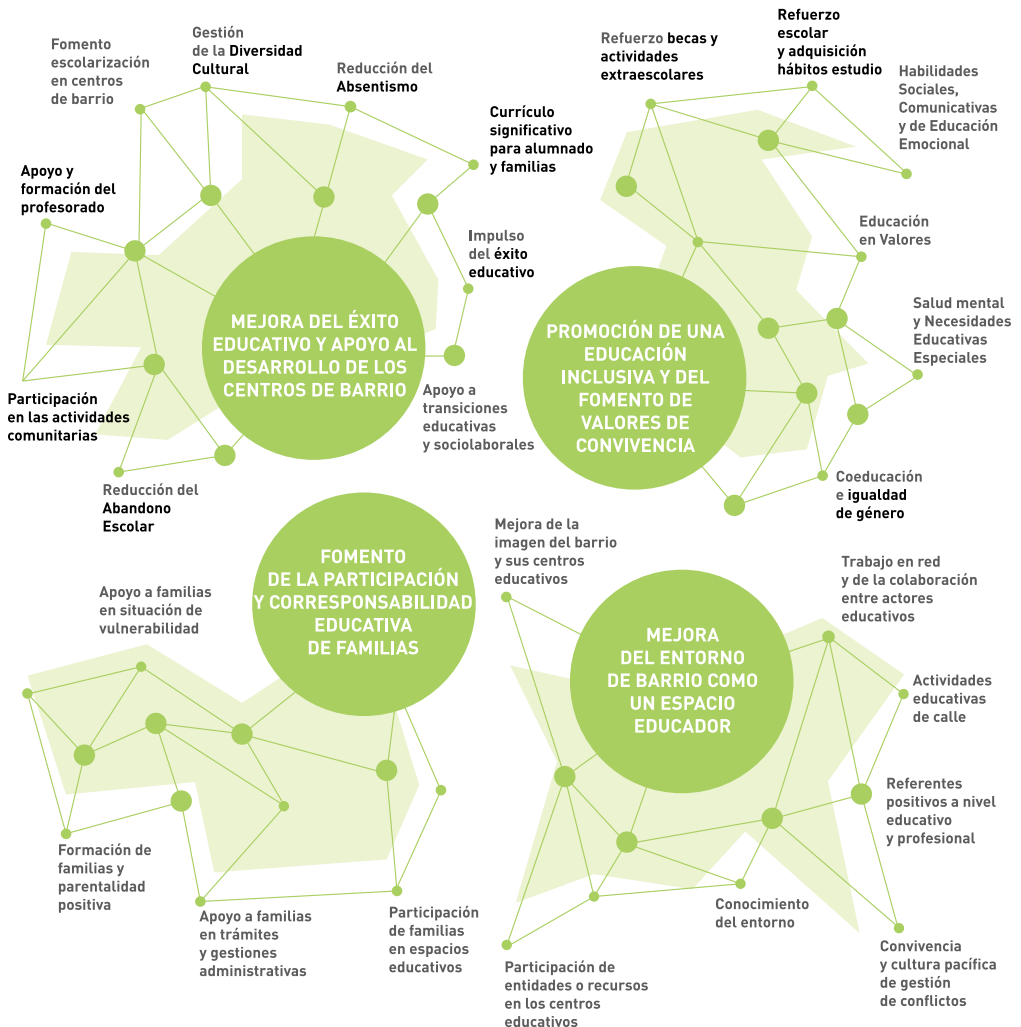 Fomento
escolarización
en centros
de barrio
Gestión
de la Diversidad
Cultural
Reducción del
Absentismo
Currículo
significativo
para alumnado
y familias
Apoyo y
formación del
profesorado
Impulso
del éxito
educativo
MEJORA DEL ÉXITO
EDUCATIVO Y APOYO AL
DESARROLLO DE LOS
CENTROS DE BARRIO
Participación
en las actividades
comunitarias
Apoyo a
transiciones
educativas
y sociolaborales
Reducción del
Abandono
Escolar
Refuerzo becas y
actividades
extraescolares
Refuerzo
escolar
y adquisición
hábitos estudio
Habilidades
Sociales,
Comunicativas
y de Educación
Emocional
Educación
en Valores
PROMOCIÓN DE UNA
EDUCACIÓN
INCLUSIVA Y DEL
FOMENTO DE
VALORES DE
CONVIVENCIA
Salud mental
y Necesidades
Educativas
Especiales
Coeducación
e igualdad
de género
FOMENTO
DE LA PARTICIPACIÓN
Y CORRESPONSABILIDAD
EDUCATIVA
DE FAMILIAS
Apoyo a familias
en situación de
vulnerabilidad
Formación de
familias y
parentalidad
positiva
Apoyo a familias
en trámites
y gestiones
administrativas
Participación
de familias
en espacios
educativos
Mejora de la
imagen del barrio
y sus centros
educativos
Trabajo en red
y de la colaboración
entre actores
educativos
MEJORA
DEL ENTORNO
DE BARRIO COMO
UN ESPACIO
EDUCADOR
Actividades
educativas
de calle
Referentes
positivos a nivel
educativo
y profesional
Conocimiento
del entorno
Participación de
entidades o recursos
en los centros
educativos
Convivencia
y cultura pacífica
de gestión
de conflictos